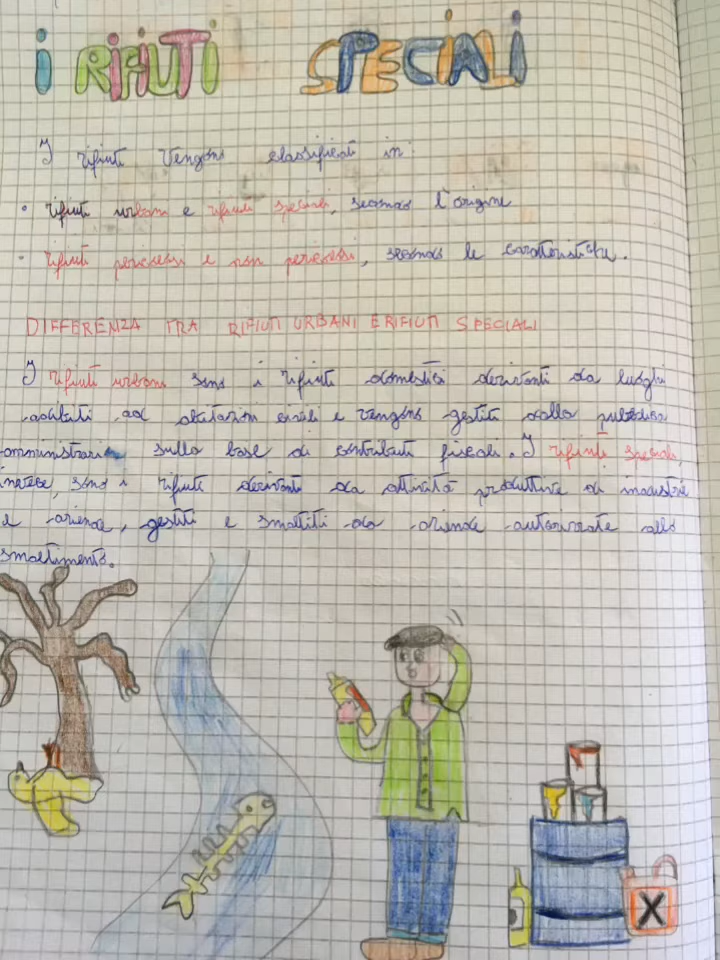 I RIFIUTI SPECIALI
I rifiuti vengono classificati in:
• rifiuti urbani e rifiuti speciali, secondo l'origine
• rifiuti pericolosi e non pericolosi, secondo le caratteristiche.
DIFFERENZA TRA RIFIUTI URBANI E RIFIUTI SPECIALI
I rifiuti urbani sono i rifiuti domestici derivanti da luoghi
adibiti ad abitazioni civili e vengono gestiti dalla pubblica
amministrazione sulla base di contributi fiscali. I rifiuti speciali,
invece, sono i rifiuti derivanti da attività produttive di industrie
e aziende, gestiti e smaltiti da aziende autorizzate allo
smaltimento.
X